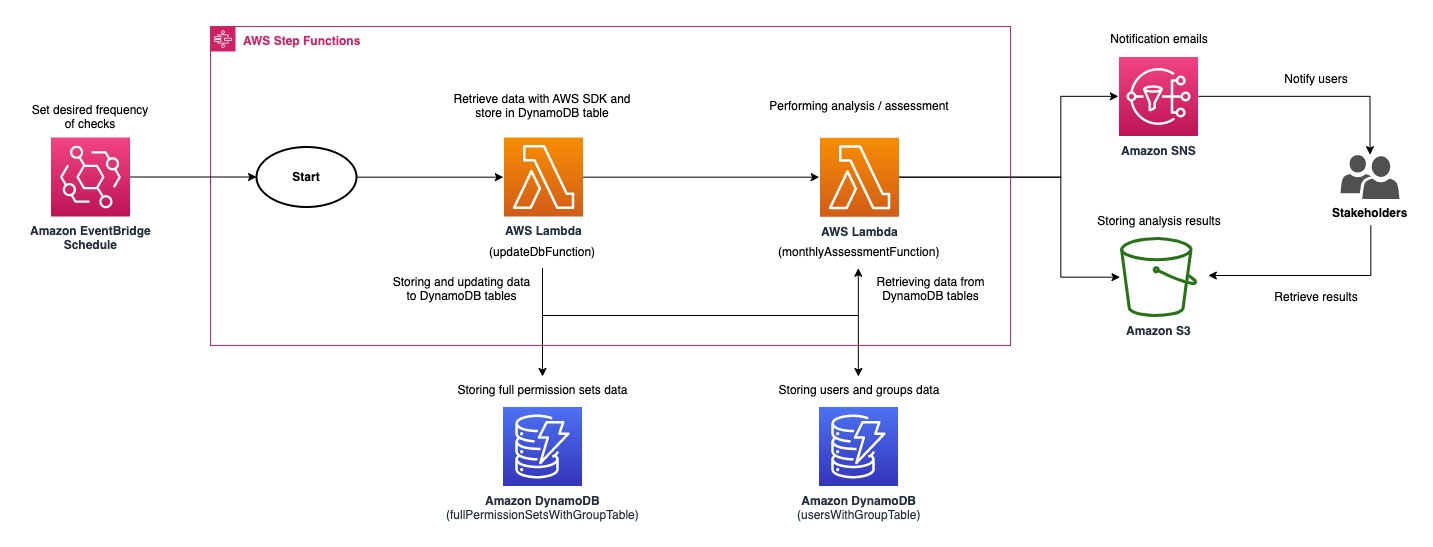 AWS Step Functions
Set desired frequency
of checks
Amazon EventBridge
Schedule
Start
Retrieve data with AWS SDK and
store in DynamoDB table
AWS Lambda
(updateDbFunction)
Storing and updating data
to DynamoDB tables
Performing analysis / assessment
AWS Lambda
(monthlyAssessmentFunction)
Retrieving data from
DynamoDB tables
Storing full permission sets data
Amazon DynamoDB
(fullPermissionSetsWithGroupTable)
Storing users and groups data
Amazon DynamoDB
(usersWithGroupTable)
Notification emails
Amazon SNS
Notify users
Stakeholders
Storing analysis results
Amazon S3
Retrieve results